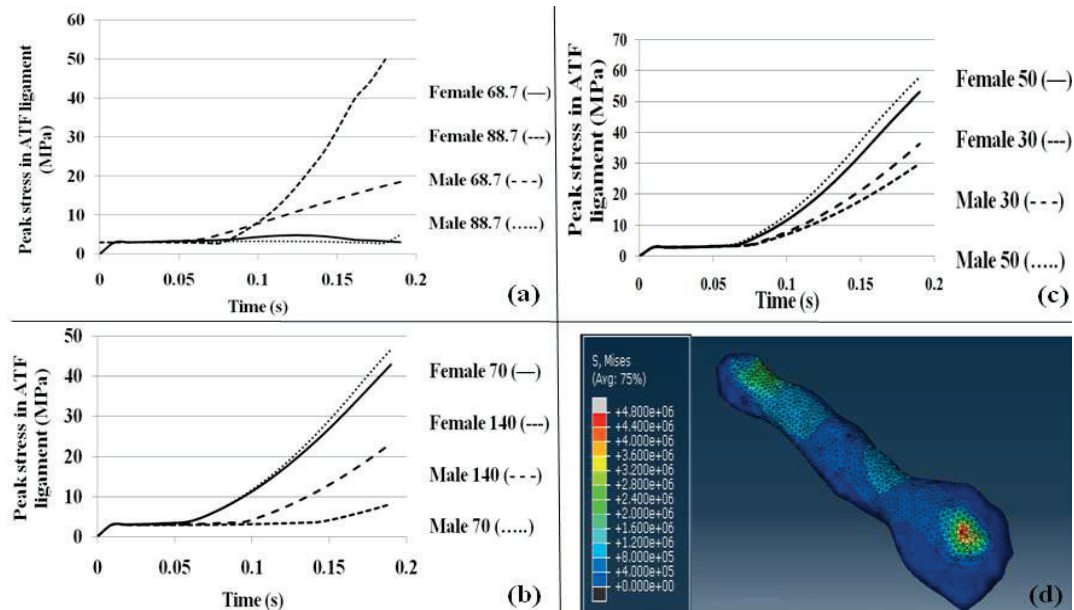 Peak stress in ATF ligament
(MPa)
60
50
40
30
20
10
0
0
0.05
0.1
0.15
0.2
Time (s)
Female 68.7 (—)
Female 88.7 (---)
Male 68.7 (- - -)
Male 88.7 (.....)
(a)
Peak stress in ATF
ligament (MPa)
70
60
50
40
30
20
10
0
0
0.05
0.1
0.15
0.2
Time (s)
Female 50 (—)
Female 30 (---)
Male 30 (- - -)
Male 50 (.....)
(c)
Peak stress in ATF
ligament (MPa)
50
40
30
20
10
0
0
0.05
0.1
0.15
0.2
Time (s)
Female 70 (—)
Female 140 (---)
Male 140 (- - -)
Male 70 (.....)
(b)
S, Mises
(Avg: 75%)
+4.800e+06
+4.400e+06
+4.000e+06
+3.600e+06
+3.200e+06
+2.800e+06
+2.400e+06
+2.000e+06
+1.600e+06
+1.200e+06
+8.000e+05
+4.000e+05
+0.000e+00
(d)